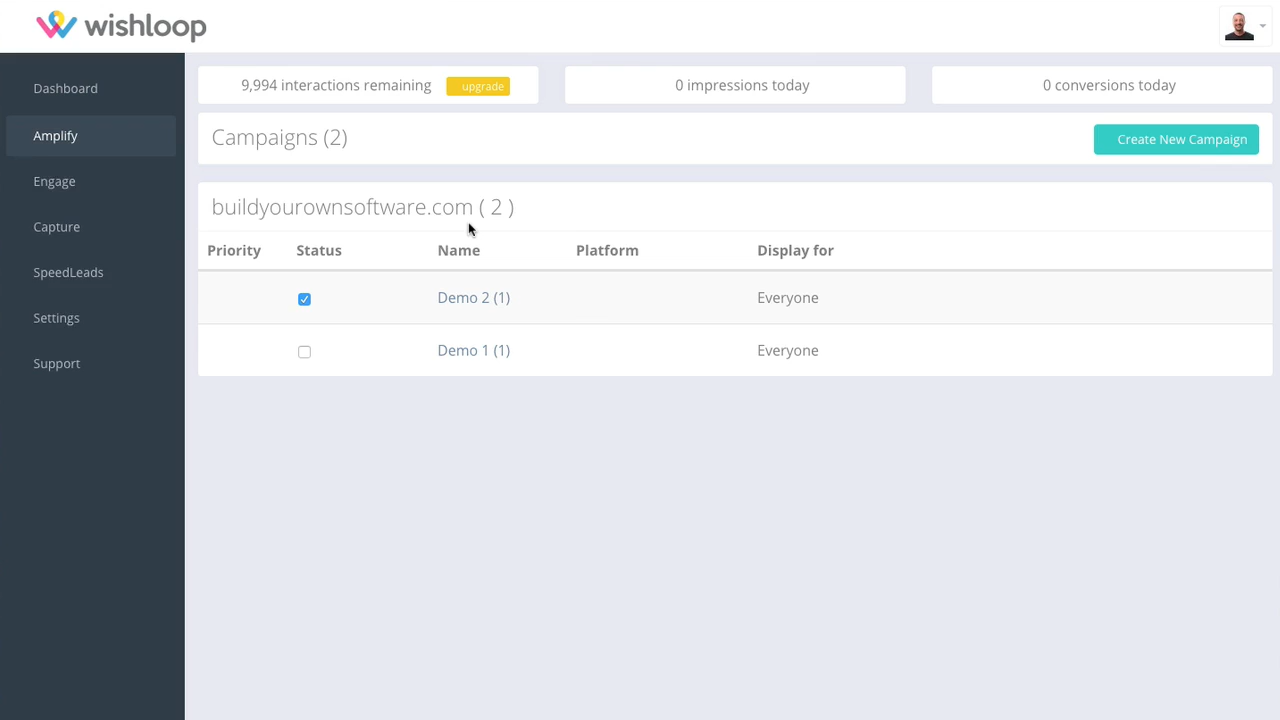 wishloop
Dashboard
Amplify
Engage
Capture
SpeedLeads
Settings
Support
9,994 interactions remaining upgrade
0 impressions today
0 conversions today
Campaigns (2)
Create New Campaign
buildyourownsoftware.com ( 2 )
Priority Status Name Platform Display for
Demo 2 (1) Everyone
Demo 1 (1) Everyone